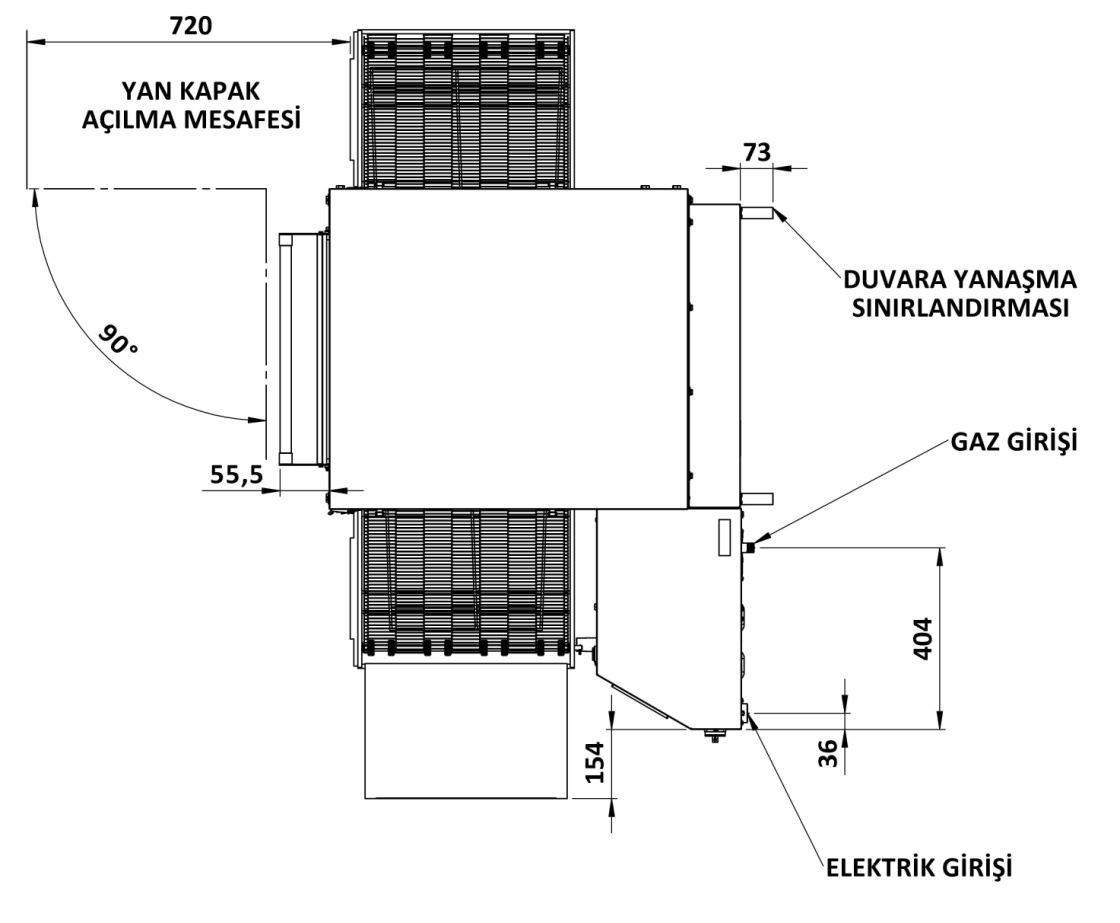 720
YAN KAPAK
AÇILMA MESAFESİ
73
DUVARA YANAŞMA
SINIRLANDIRMASI
90°
GAZ GİRİŞİ
55,5
404
36
154
ELEKTRİK GİRİŞİ